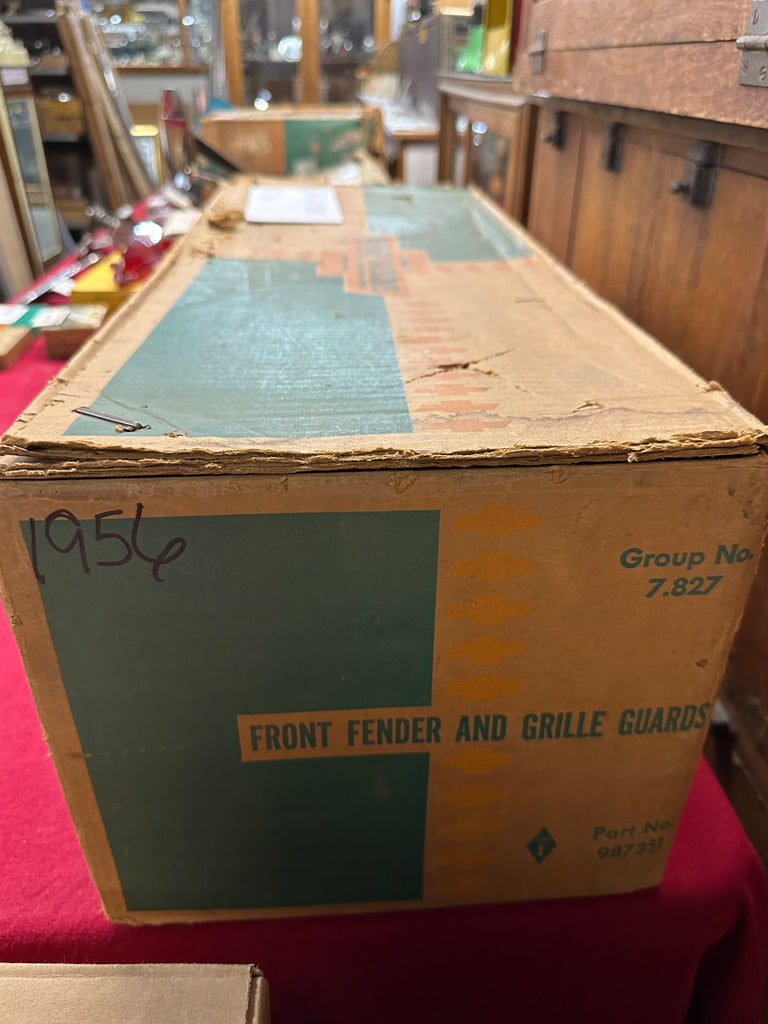 1956
Group No.
7.827
FRONT FENDER AND GRILLE GUARDS
Part No.
987351